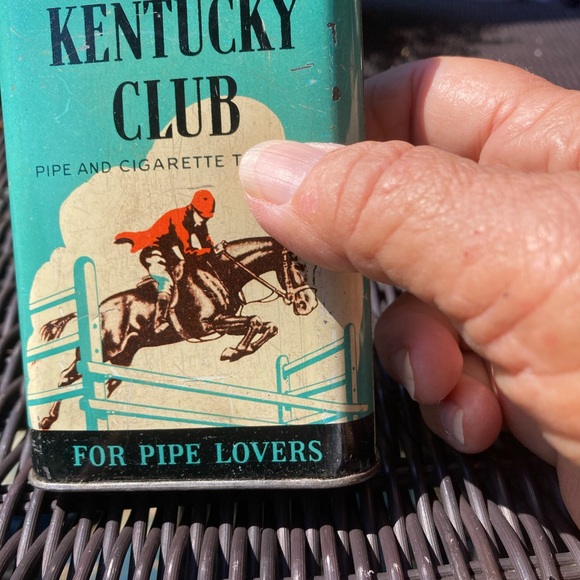 KENTUCKY
CLUB
PIPE AND CIGARETTE
FOR PIPE LOVERS